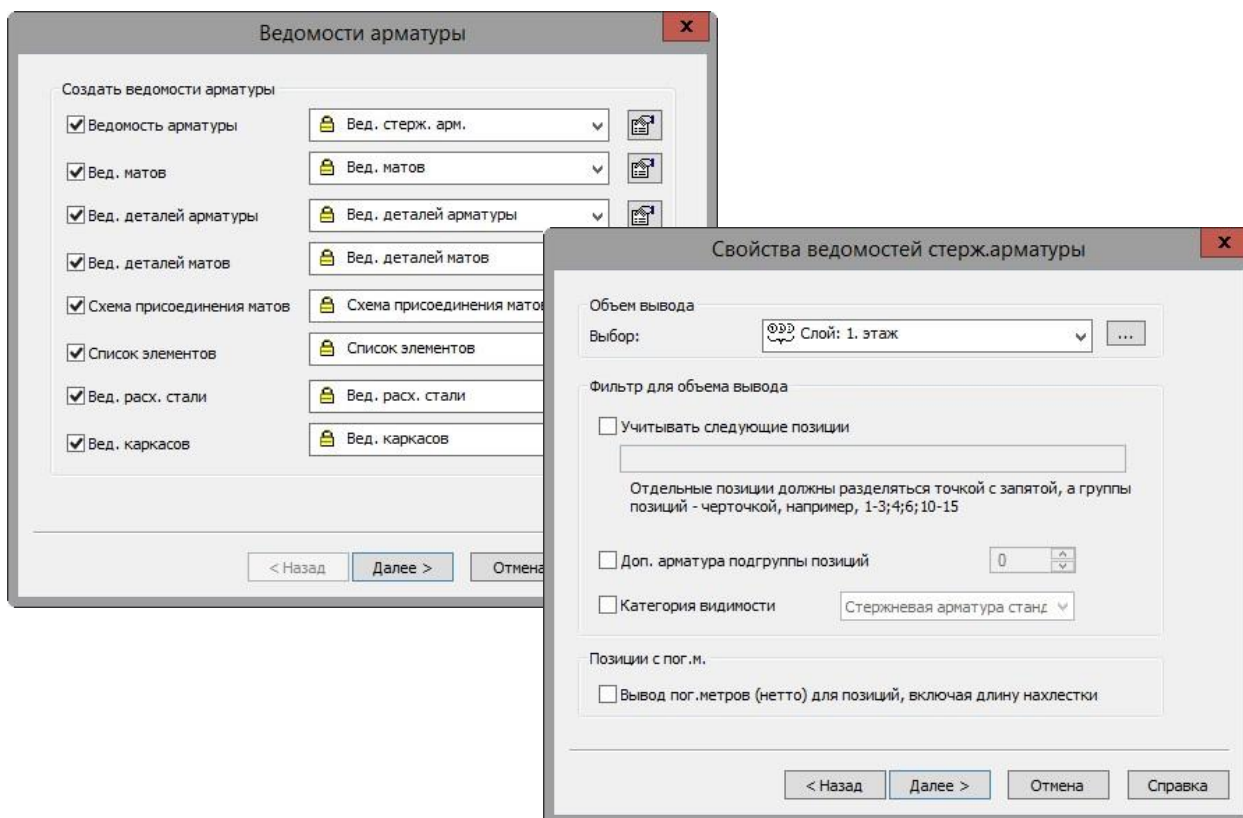 Ведомости арматуры
x
Создать ведомости арматуры
Ведомость арматуры
Вед. стерж. арм.
Вед. матов
Вед. матов
Вед. деталей арматуры
Вед. деталей арматуры
Вед. деталей матов
Вед. деталей матов
Схема присоединения матов
Схема присоединения матов
Список элементов
Список элементов
Вед. расх. стали
Вед. расх. стали
Вед. каркасов
Вед. каркасов
< Назад
Далее >
Отмена
Свойства ведомостей стерж.арматуры
x
Объем вывода
Выбор:
Слой: 1. этаж
...
Фильтр для объема вывода
Учитывать следующие позиции
Отдельные позиции должны разделяться точкой с запятой, а группы
позиций - черточкой, например, 1-3;4;6;10-15
Доп. арматура подгруппы позиций
0
Категория видимости
Стержневая арматура станд
Позиции с пог.м.
Вывод пог.метров (нетто) для позиций, включая длину нахлестки
< Назад
Далее >
Отмена
Справка